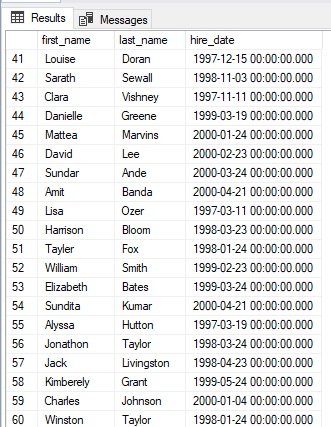 Results Messages
first_name last_name hire_date
41 Louise Doran 1997-12-15 00:00:00.000
42 Sarath Sewall 1998-11-03 00:00:00.000
43 Clara Vishney 1997-11-11 00:00:00.000
44 Danielle Greene 1999-03-19 00:00:00.000
45 Mattea Marvins 2000-01-24 00:00:00.000
46 David Lee 2000-02-23 00:00:00.000
47 Sundar Ande 2000-03-24 00:00:00.000
48 Amit Banda 2000-04-21 00:00:00.000
49 Lisa Ozer 1997-03-11 00:00:00.000
50 Harrison Bloom 1998-03-23 00:00:00.000
51 Tayler Fox 1998-01-24 00:00:00.000
52 William Smith 1999-02-23 00:00:00.000
53 Elizabeth Bates 1999-03-24 00:00:00.000
54 Sundita Kumar 2000-04-21 00:00:00.000
55 Alyssa Hutton 1997-03-19 00:00:00.000
56 Jonathon Taylor 1998-03-24 00:00:00.000
57 Jack Livingston 1998-04-23 00:00:00.000
58 Kimberely Grant 1999-05-24 00:00:00.000
59 Charles Johnson 2000-01-04 00:00:00.000
60 Winston Taylor 1998-01-24 00:00:00.000